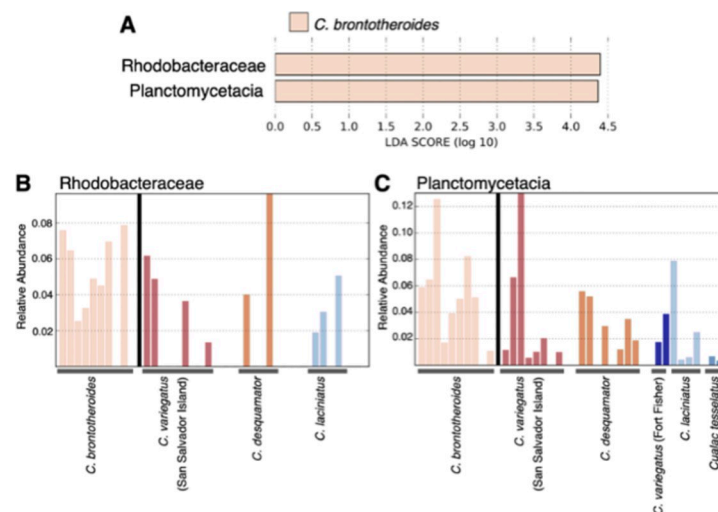 A
C. brontotheroides
Rhodobacteraceae
Planctomycetacia
0.0 0.5 1.0 1.5 2.0 2.5 3.0 3.5 4.0 4.5
LDA SCORE (log 10)
B Rhodobacteraceae
Relative Abundance
0.08
0.06
0.04
0.02
C. brontotheroides
C. variegatus
(San Salvador Island)
C. desquamator
C. laciniatus
C Planctomycetacia
Relative Abundance
0.12
0.10
0.08
0.06
0.04
0.02
C. brontotheroides
C. variegatus
(San Salvador Island)
C. desquamator
C. variegatus (Fort Fisher)
C. laciniatus
Cualac tesselatus